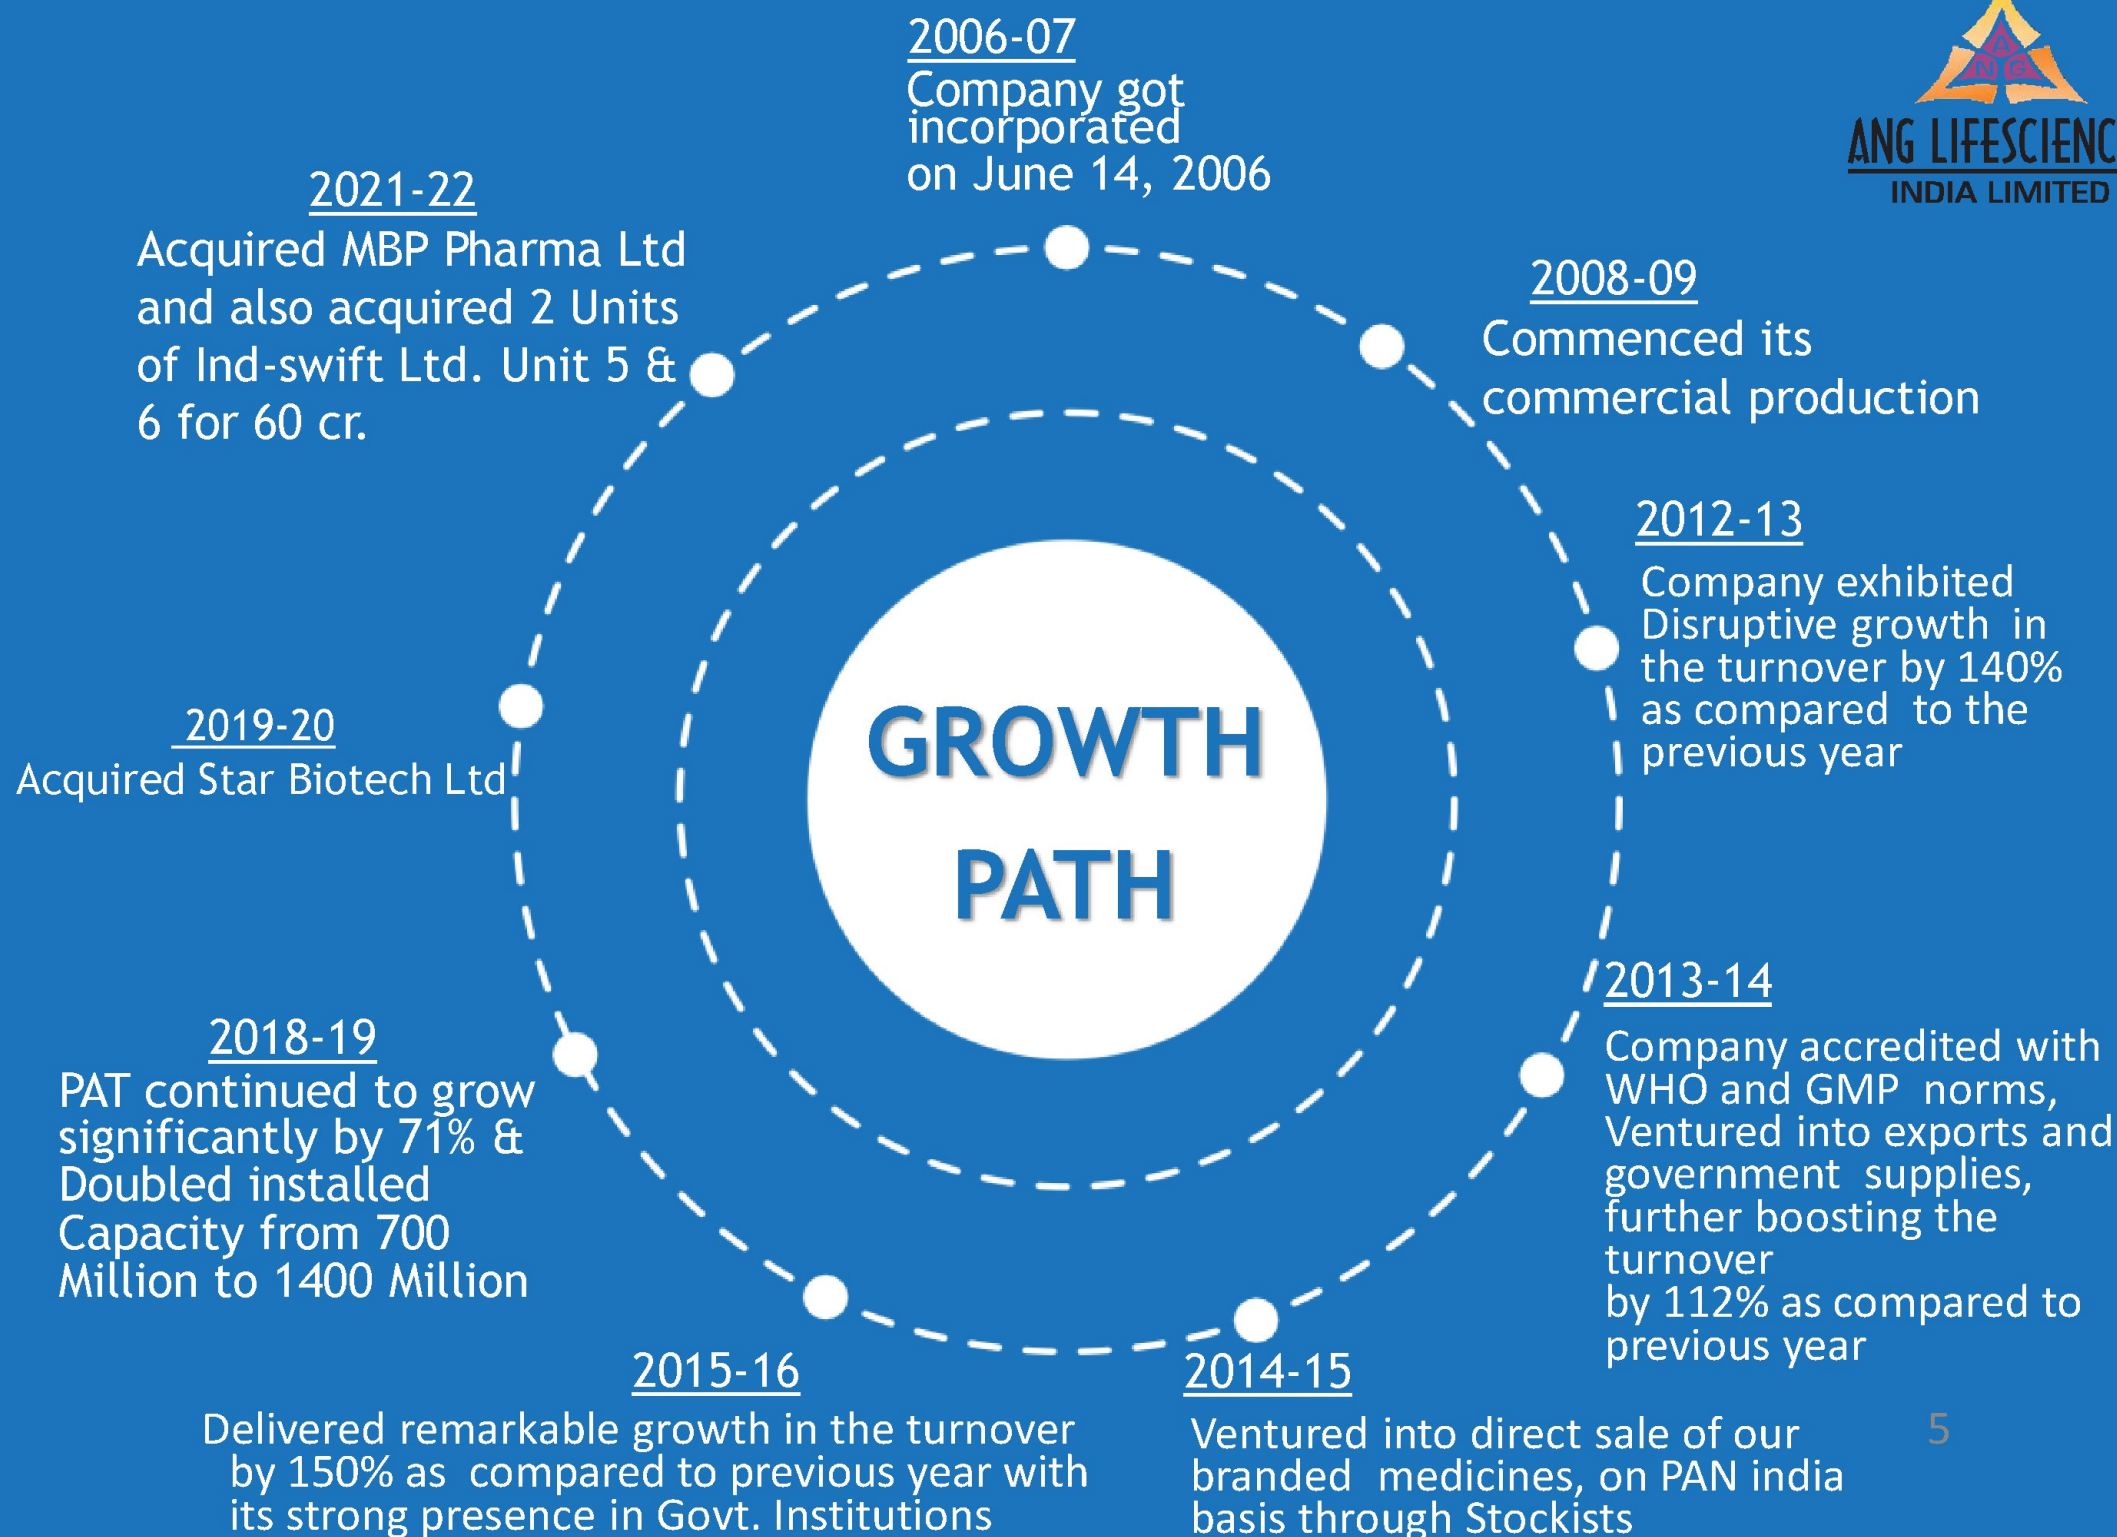 2006-07
Company got
incorporated
on June 14, 2006
A
N G
ANG LIFESCIENC
INDIA LIMITED
2008-09
Commenced its
commercial production
2012-13
Company exhibited
Disruptive growth in
the turnover by 140%
as compared to the
previous year
2013-14
Company accredited with
WHO and GMP norms,
Ventured into exports and
government supplies,
further boosting the
turnover
by 112% as compared to
previous year
2014-15
Ventured into direct sale of our
branded medicines, on PAN india
basis through Stockists
2015-16
Delivered remarkable growth in the turnover
by 150% as compared to previous year with
its strong presence in Govt. Institutions
2018-19
PAT continued to grow
significantly by 71% &
Doubled installed
Capacity from 700
Million to 1400 Million
2019-20
Acquired Star Biotech Ltd
2021-22
Acquired MBP Pharma Ltd
and also acquired 2 Units
of Ind-swift Ltd. Unit 5 &
6 for 60 cr.
GROWTH
PATH
5